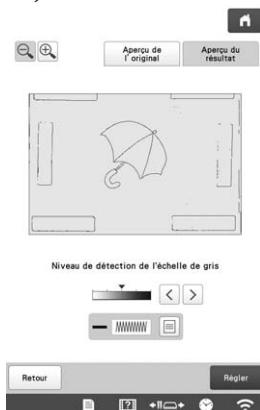 Aperçu de
l'original
Aperçu du
résultat
Niveau de détection de l'échelle de gris
Retour
Régler